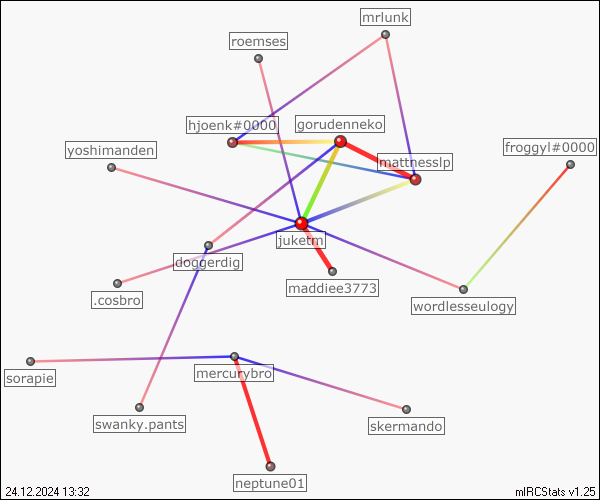 mrlunk
roemses
hjoenk#0000
gorudenneko
yoshimanden
froggyl#0000
mattnesslp
juketm
doggerdig
maddiee3773
.cosbro
wordlesseulogy
sorapie
mercurybro
swanky.pants
skermando
neptune01
24.12.2024 13:32
mIRCStats v1.25